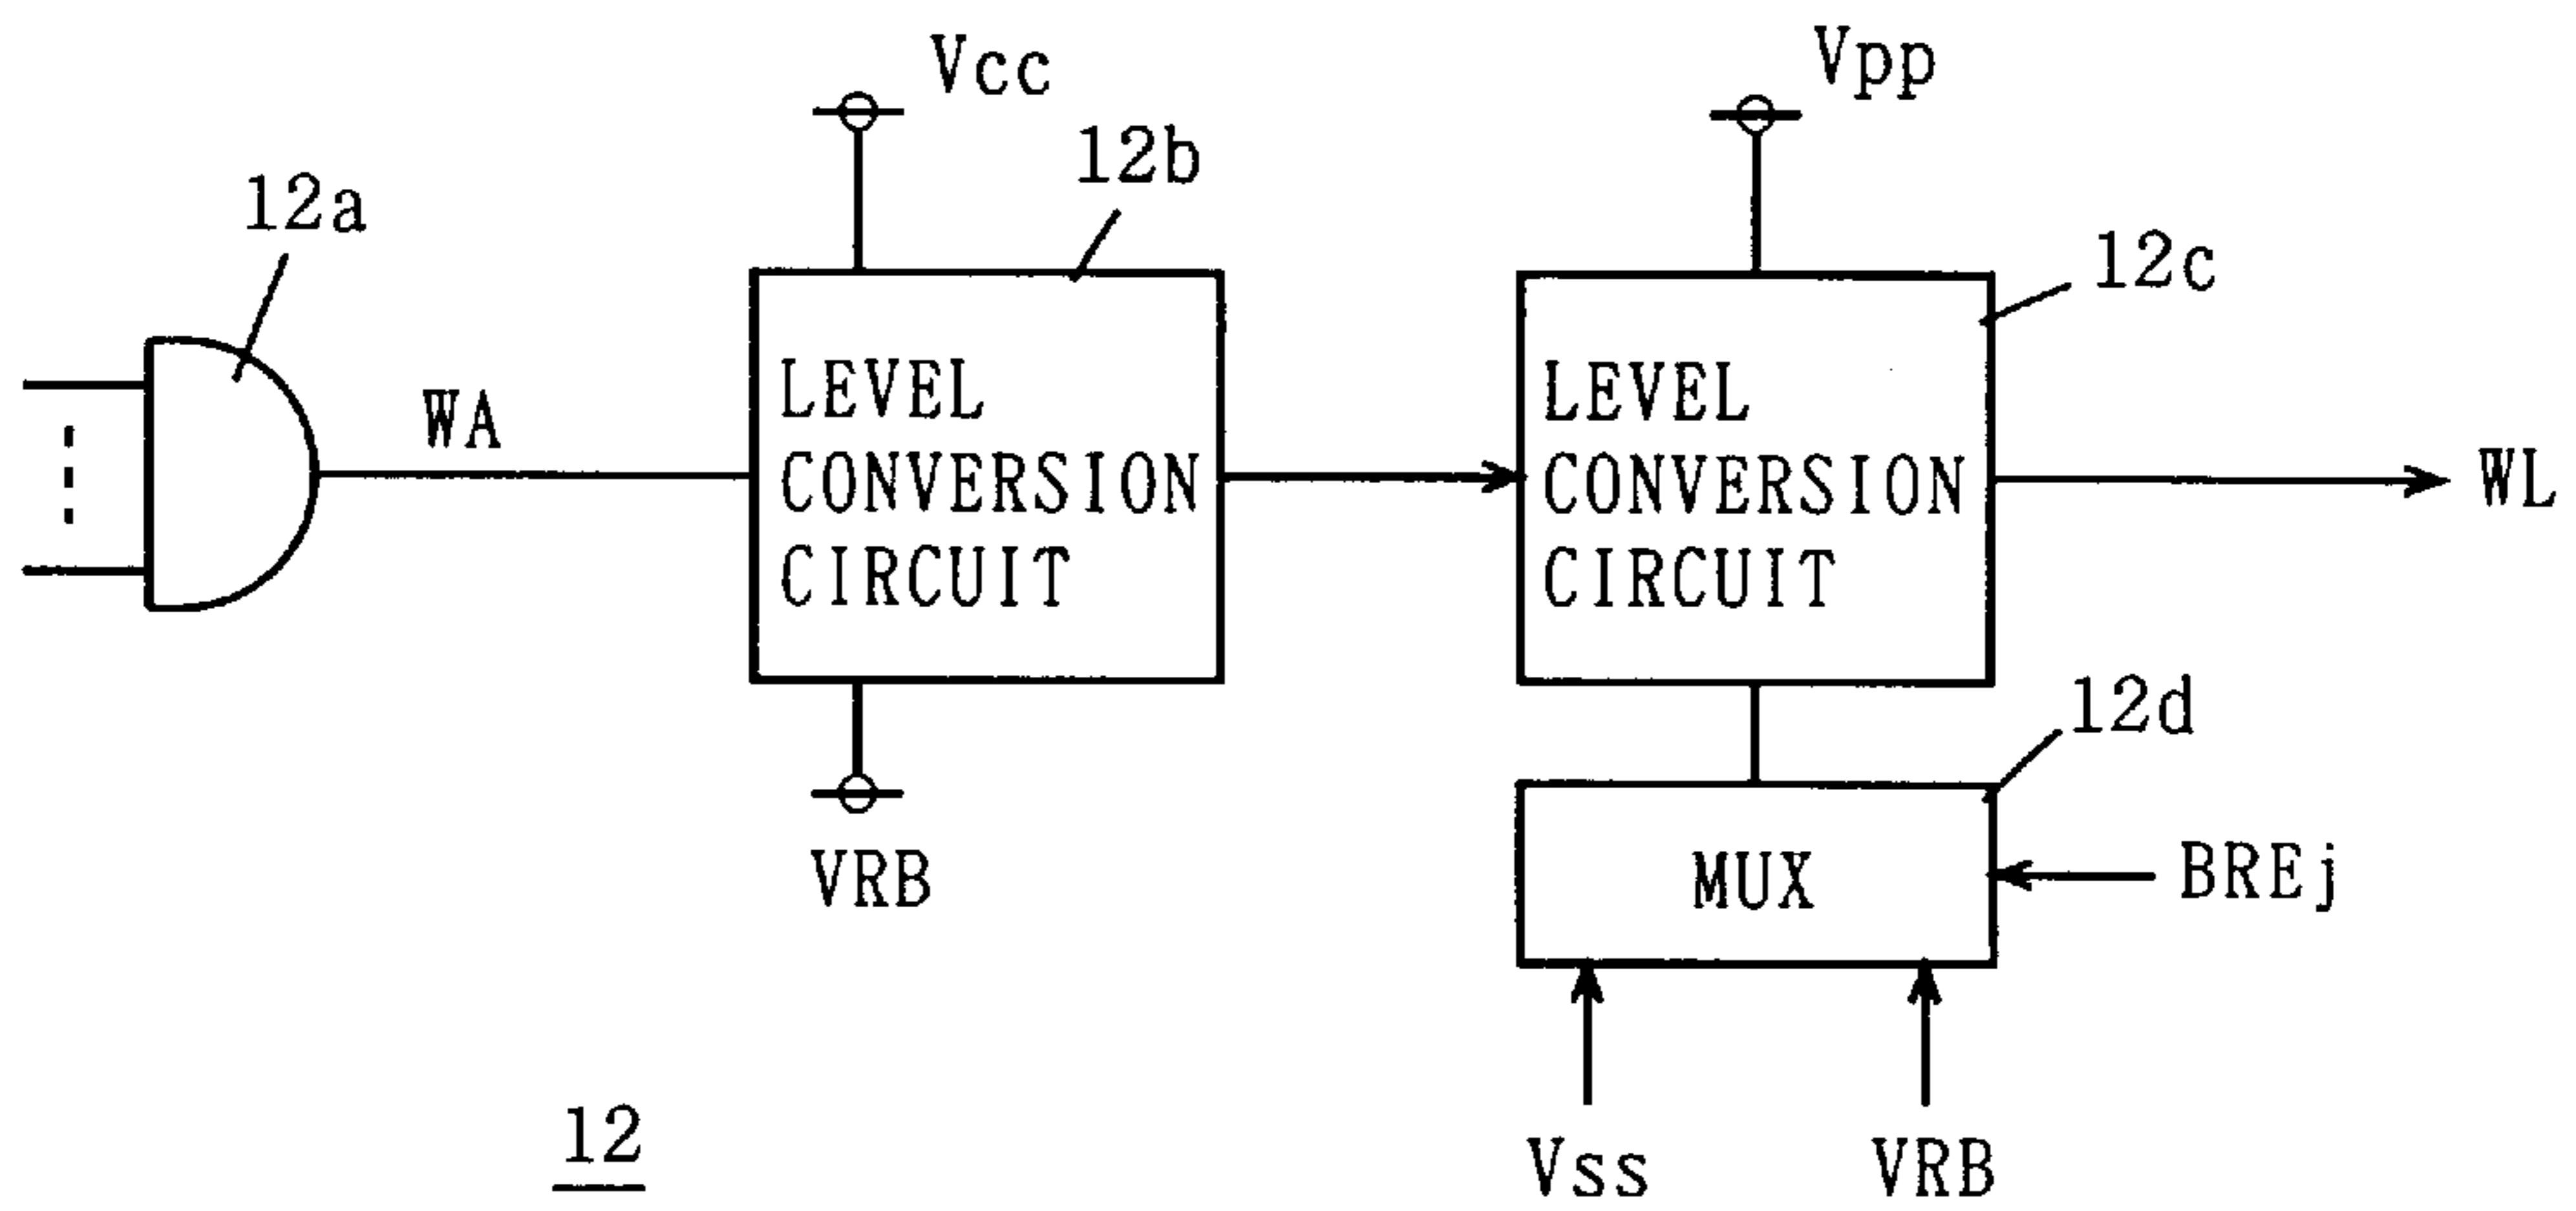 Vcc
Vpp
12b
12a
12c
WA
LEVEL
CONVERSION
CIRCUIT
LEVEL
CONVERSION
CIRCUIT
WL
12d
VRB
MUX
BREj
12
Vss
VRB